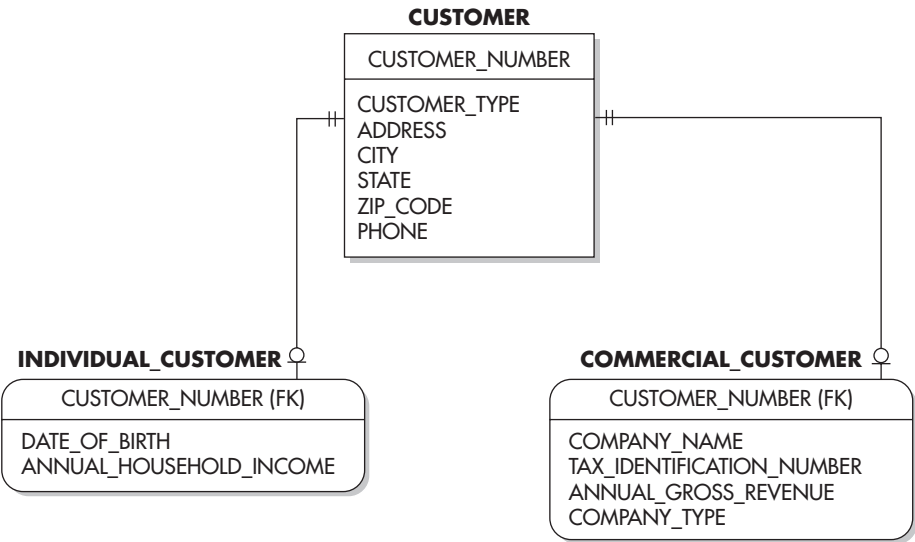 CUSTOMER
CUSTOMER_NUMBER
CUSTOMER_TYPE
ADDRESS
CITY
STATE
ZIP_CODE
PHONE
INDIVIDUAL_CUSTOMER
CUSTOMER_NUMBER (FK)
DATE_OF_BIRTH
ANNUAL_HOUSEHOLD_INCOME
COMMERCIAL_CUSTOMER
CUSTOMER_NUMBER (FK)
COMPANY_NAME
TAX_IDENTIFICATION_NUMBER
ANNUAL_GROSS_REVENUE
COMPANY_TYPE